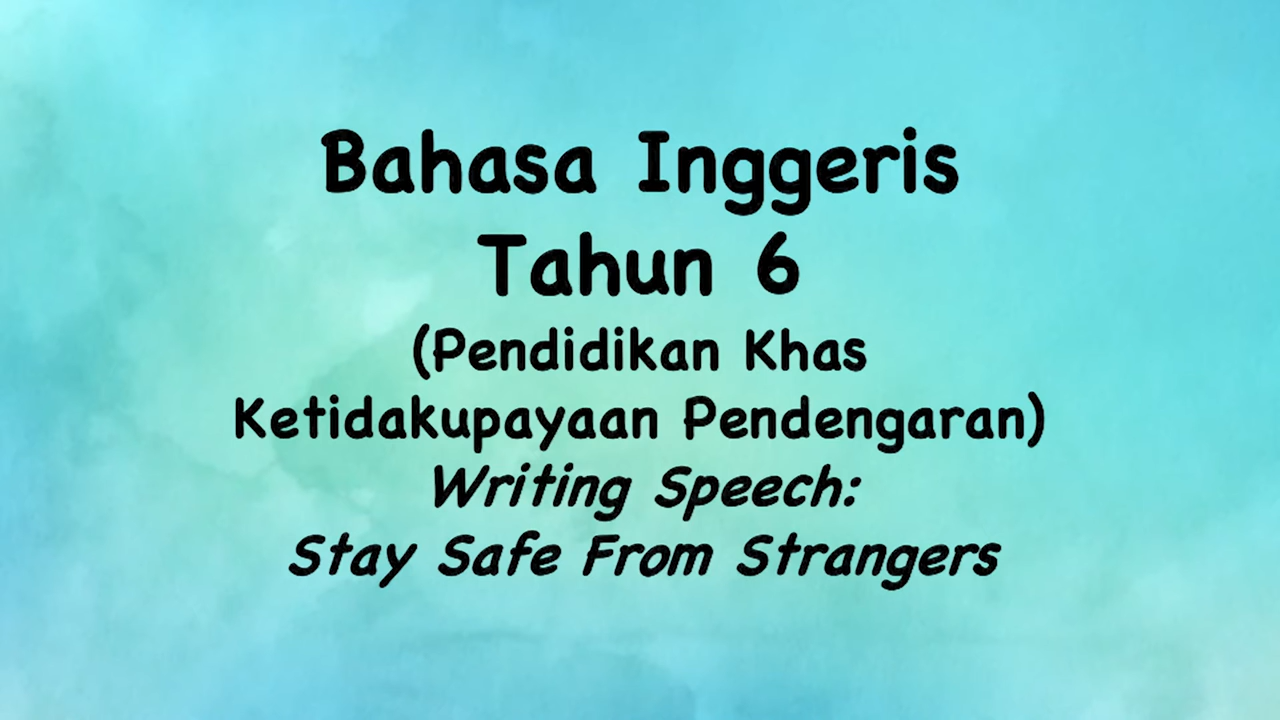 Bahasa Inggeris
Tahun 6
(Pendidikan Khas
Ketidakupayaan Pendengaran)
Writing Speech:
Stay Safe From Strangers